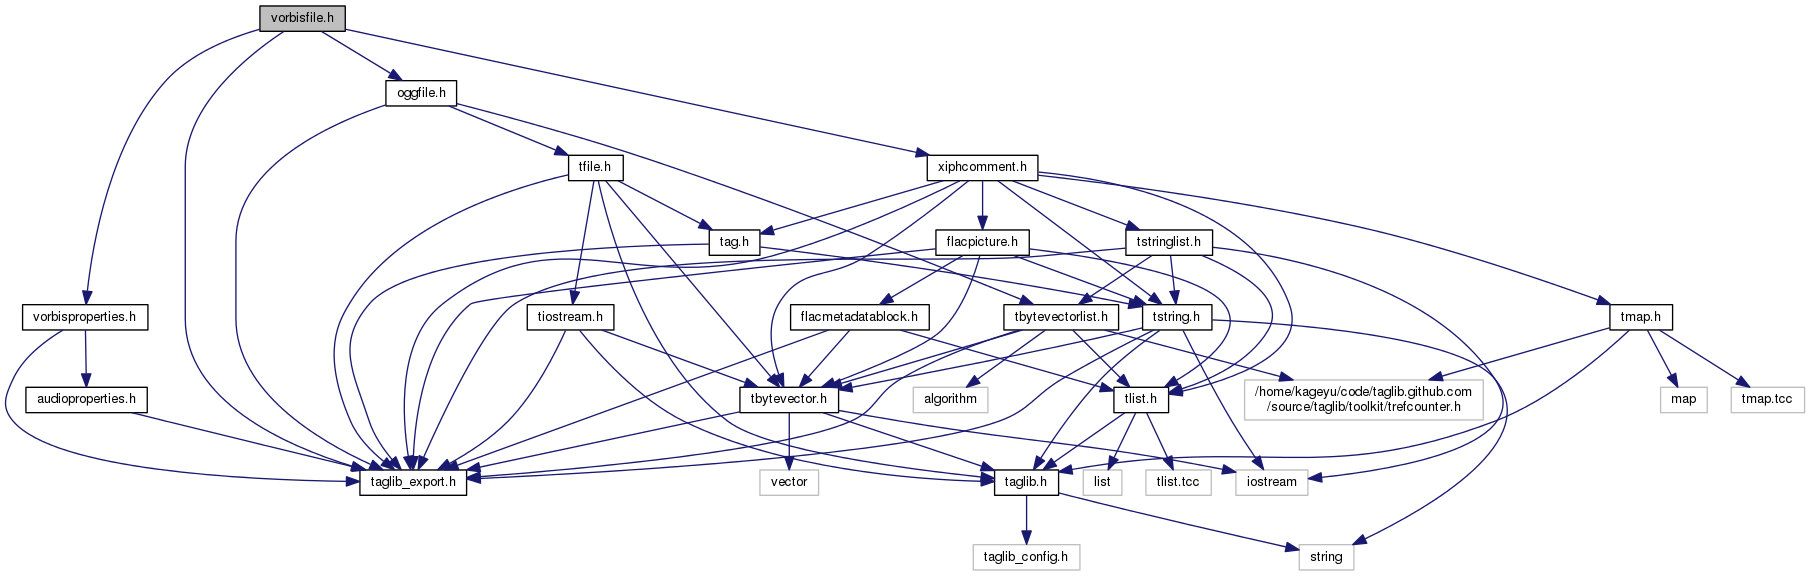 vorbisfile.h
oggfile.h
tfile.h
xiphcomment.h
tag.h
flacpicture.h
tstringlist.h
vorbisproperties.h
tiostream.h
flacmetadatablock.h
tbytevectorlist.h
tstring.h
tmap.h
audioproperties.h
tbytevector.h
algorithm
tlist.h
/home/kageyu/code/taglib.github.com
/source/taglib/toolkit/trefcounter.h
map
tmap.tcc
taglib_export.h
vector
taglib.h
list
tlist.tcc
iostream
taglib_config.h
string